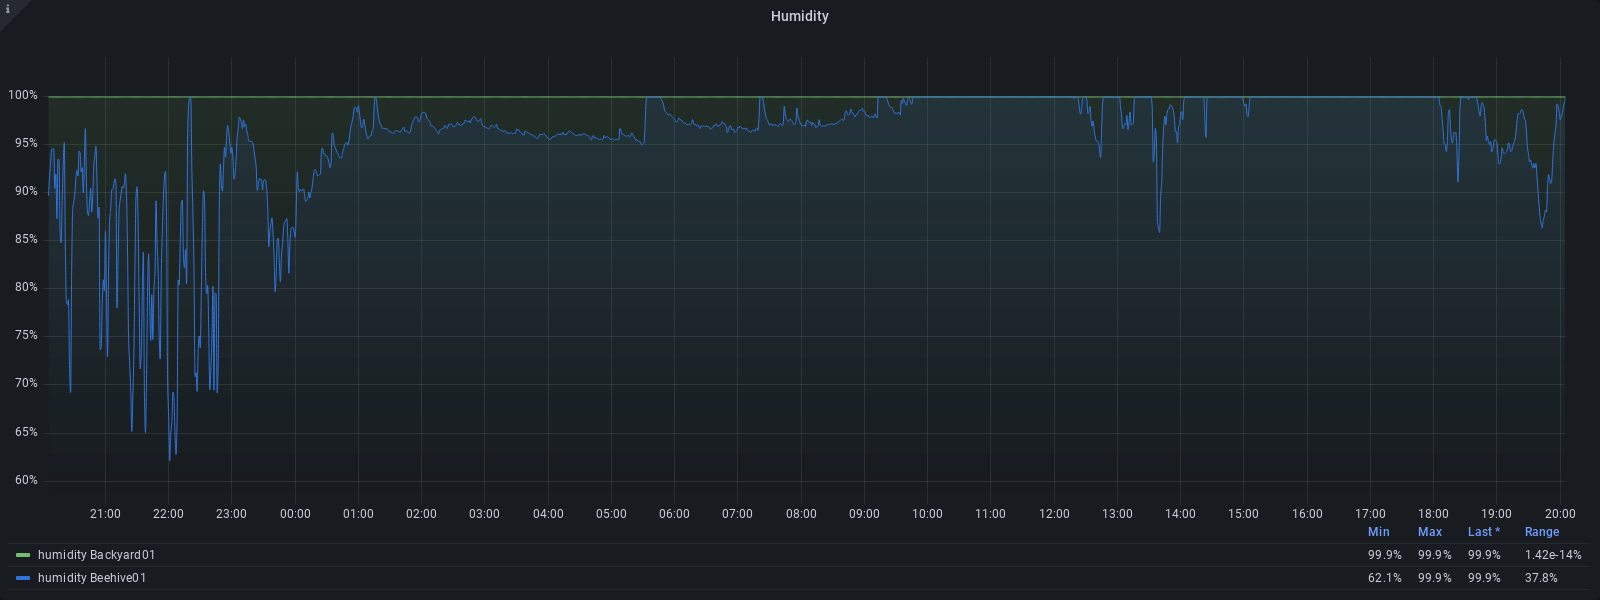 i
Humidity
100%
95%
90%
85%
80%
75%
70%
65%
60%
21:00 22:00 23:00 00:00 01:00 02:00 03:00 04:00 05:00 06:00 07:00 08:00 09:00 10:00 11:00 12:00 13:00 14:00 15:00 16:00 17:00 18:00 19:00 20:00
Min Max Last * Range
humidity Backyard01 99.9% 99.9% 99.9% 1.42e-14%
humidity Beehive01 62.1% 99.9% 99.9% 37.8%